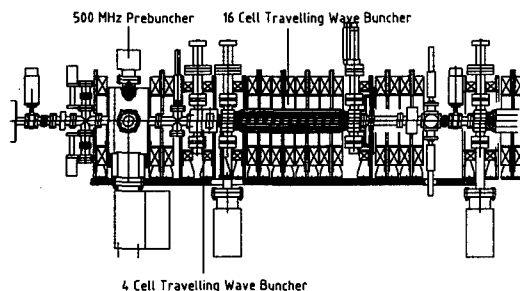 500 MHz Prebuncher
16 Cell Travelling Wave Buncher
4 Cell Travelling Wave Buncher